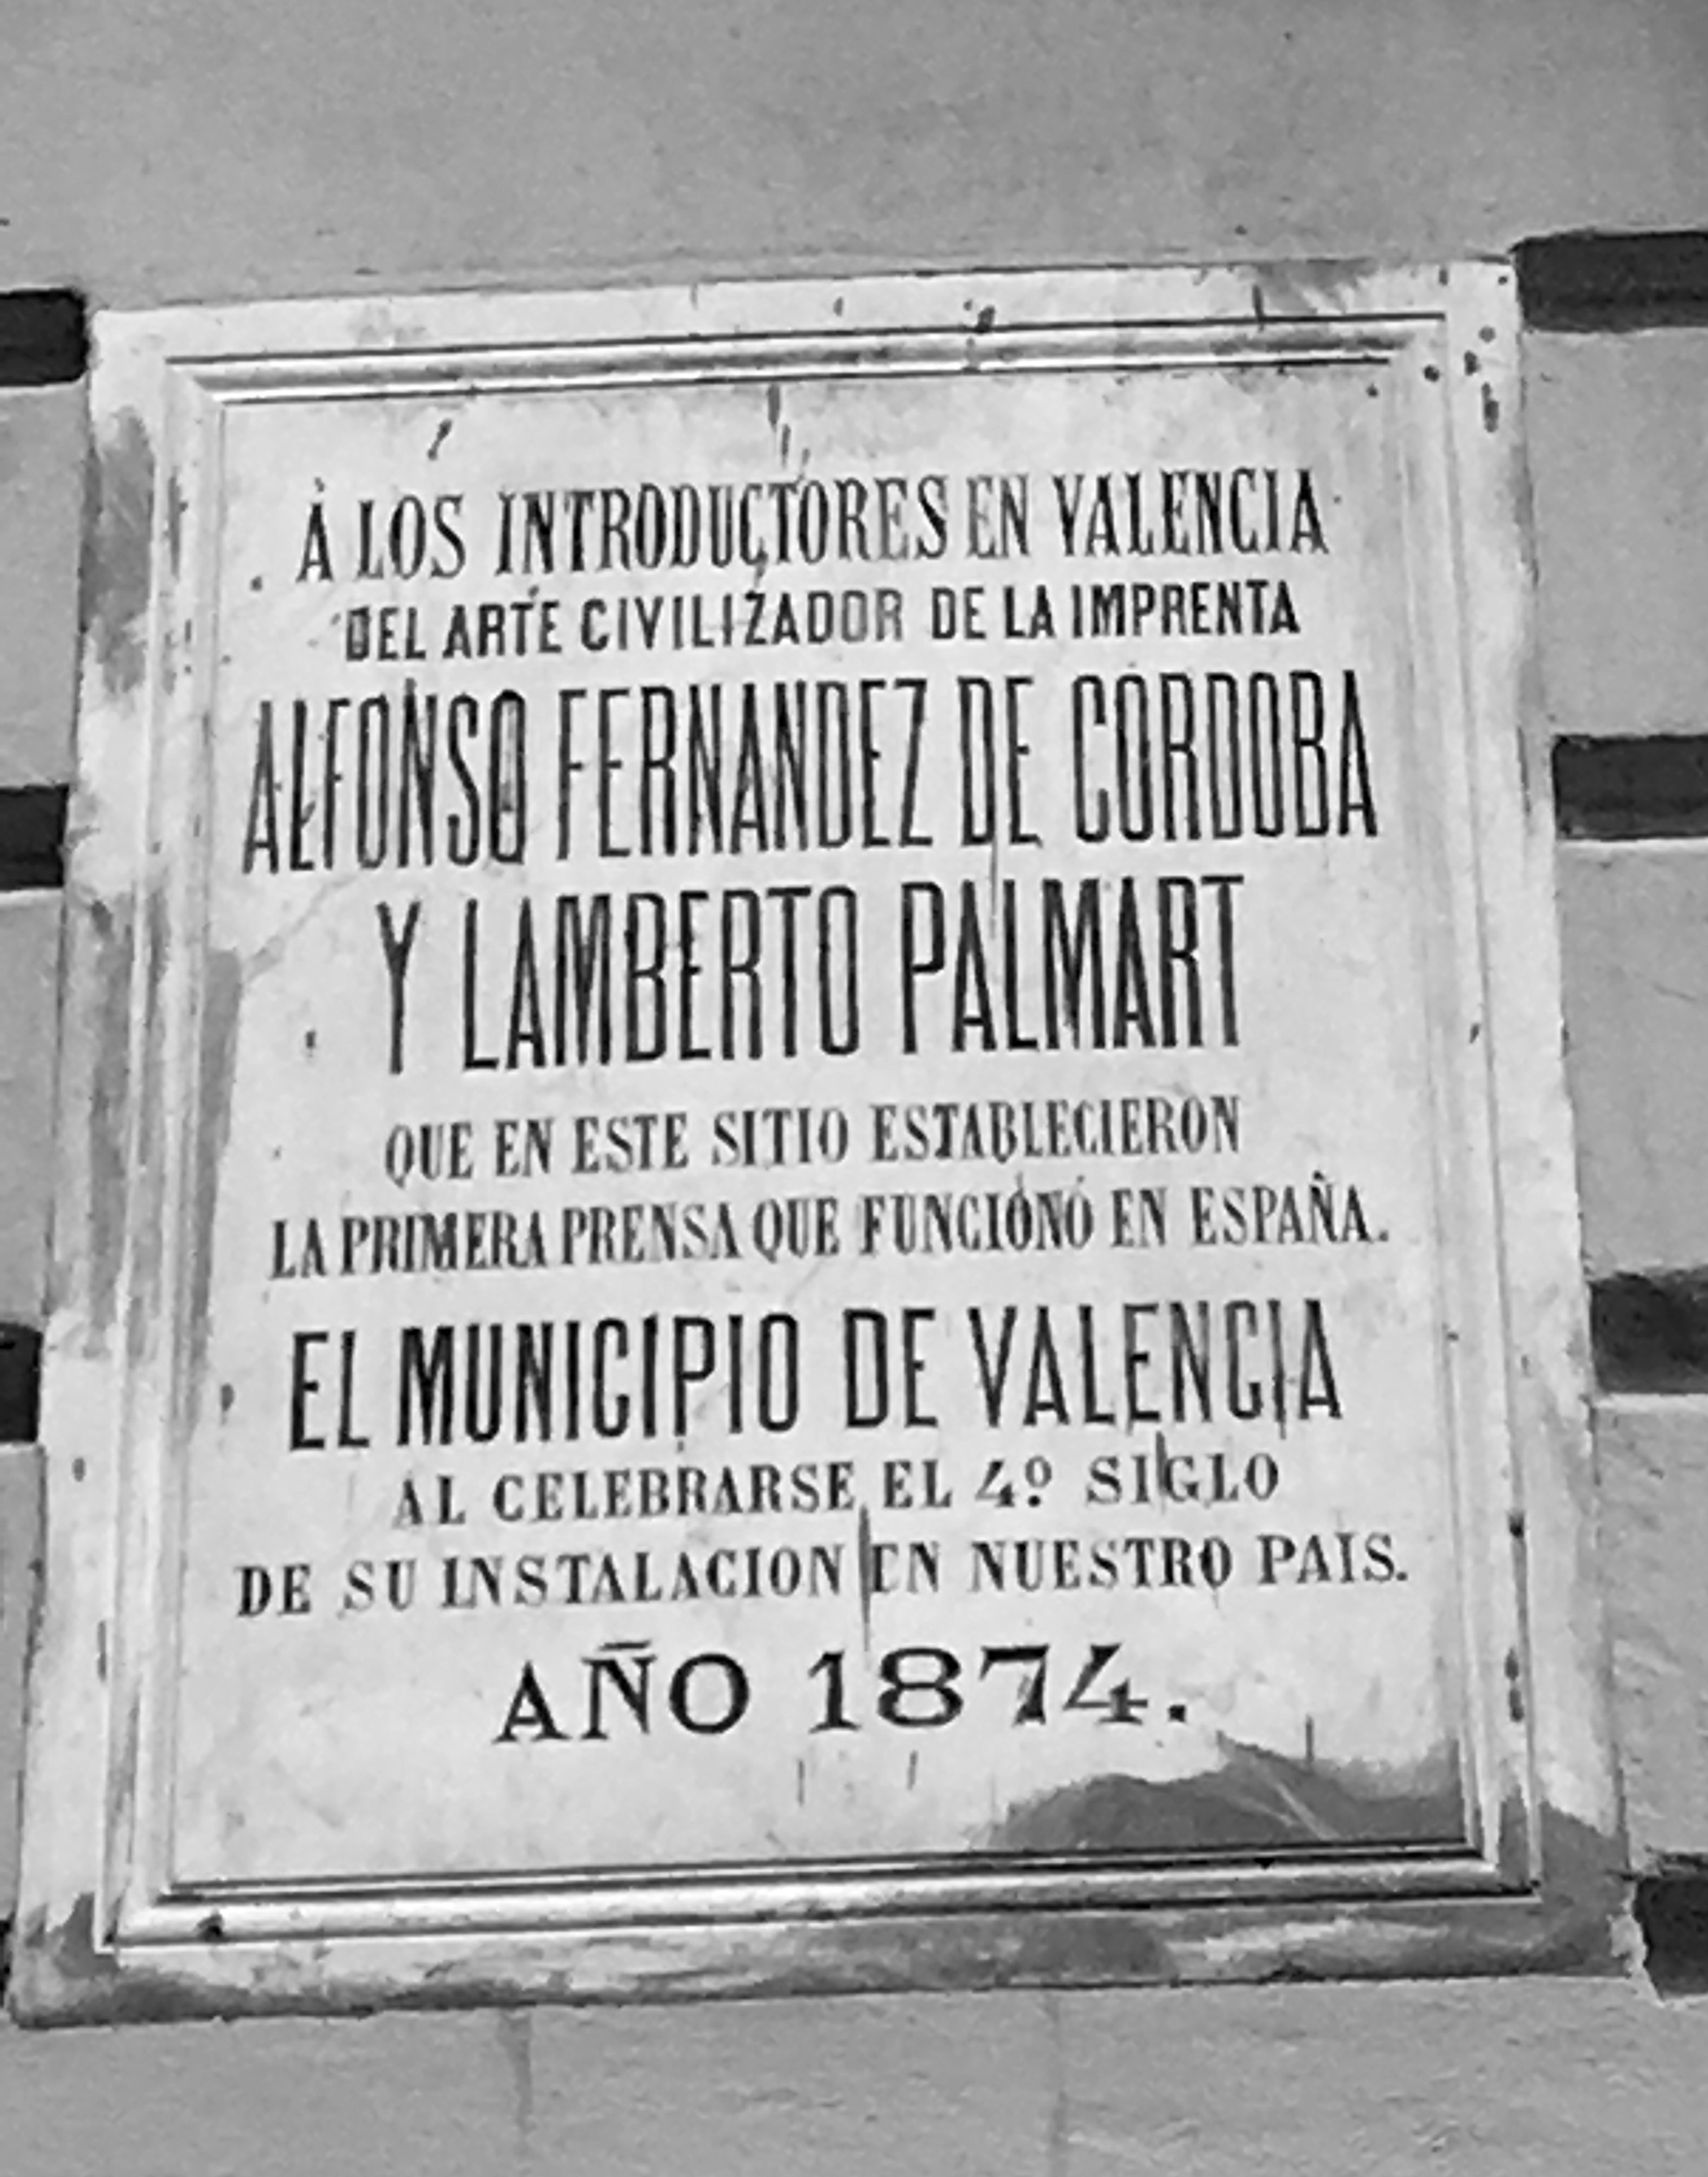 Á LOS INTRODUCTORES EN VALENCIA
DEL ARTE CIVILIZADOR DE LA IMPRENTA
ALFONSO FERNANDEZ DE CORDOBA
Y LAMBERTO PALMART
QUE EN ESTE SITIO ESTABLECIERON
LA PRIMERA PRENSA QUE FUNCIONÓ EN ESPAÑA.
EL MUNICIPIO DE VALENCIA
AL CELEBRARSE EL 4º SIGLO
DE SU INSTALACION EN NUESTRO PAIS.
AÑO 1874.